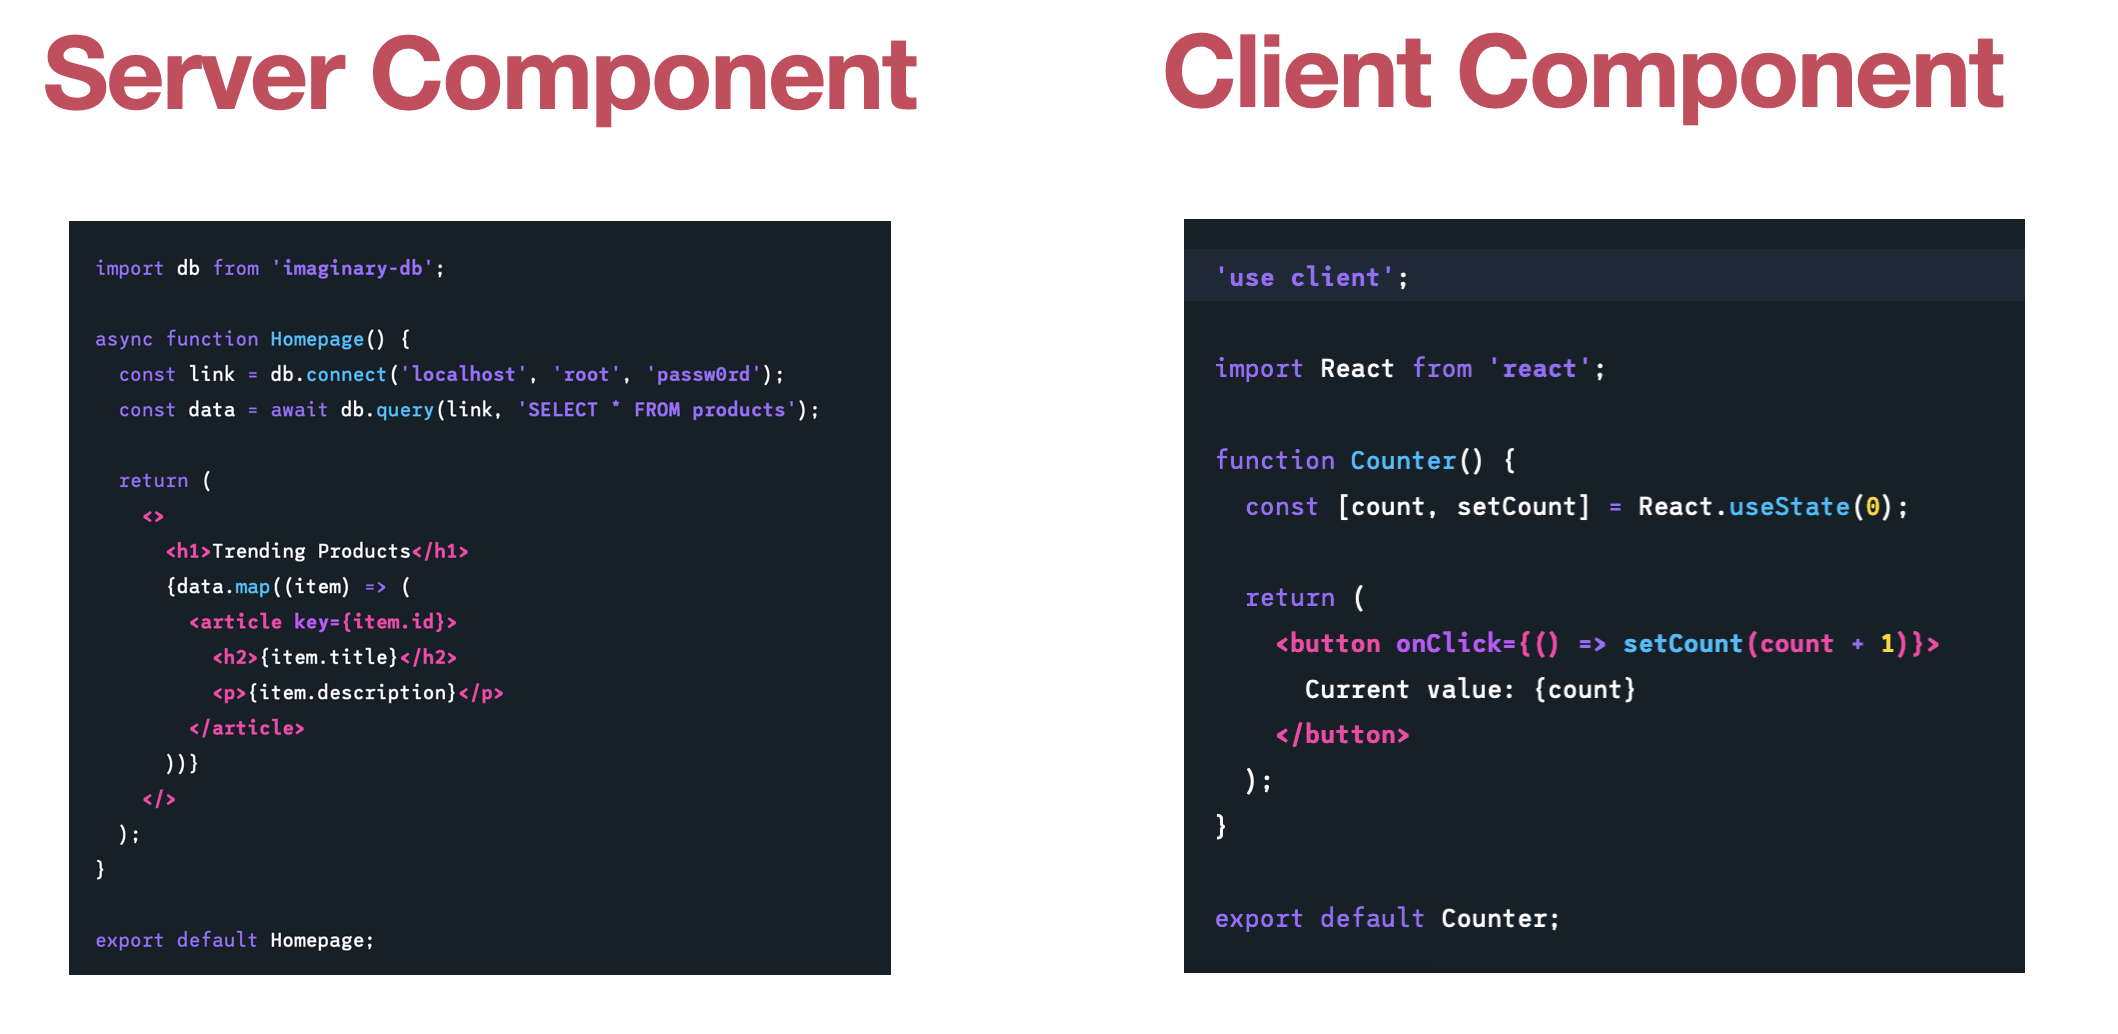 Server Component
import db from 'imaginary-db';
async function Homepage() {
  const link = db.connect('localhost', 'root', 'passw0rd');
  const data = await db.query(link, 'SELECT * FROM products');
  return (
    <>
      <h1>Trending Products</h1>
      {data.map((item) => (
        <article key={item.id}>
          <h2>{item.title}</h2>
          <p>{item.description}</p>
        </article>
      ))}
    </>
  );
}
export default Homepage;
Client Component
'use client';
import React from 'react';
function Counter() {
  const [count, setCount] = React.useState(0);
  return (
    <button onClick={() => setCount(count + 1)}>
      Current value: {count}
    </button>
  );
}
export default Counter;